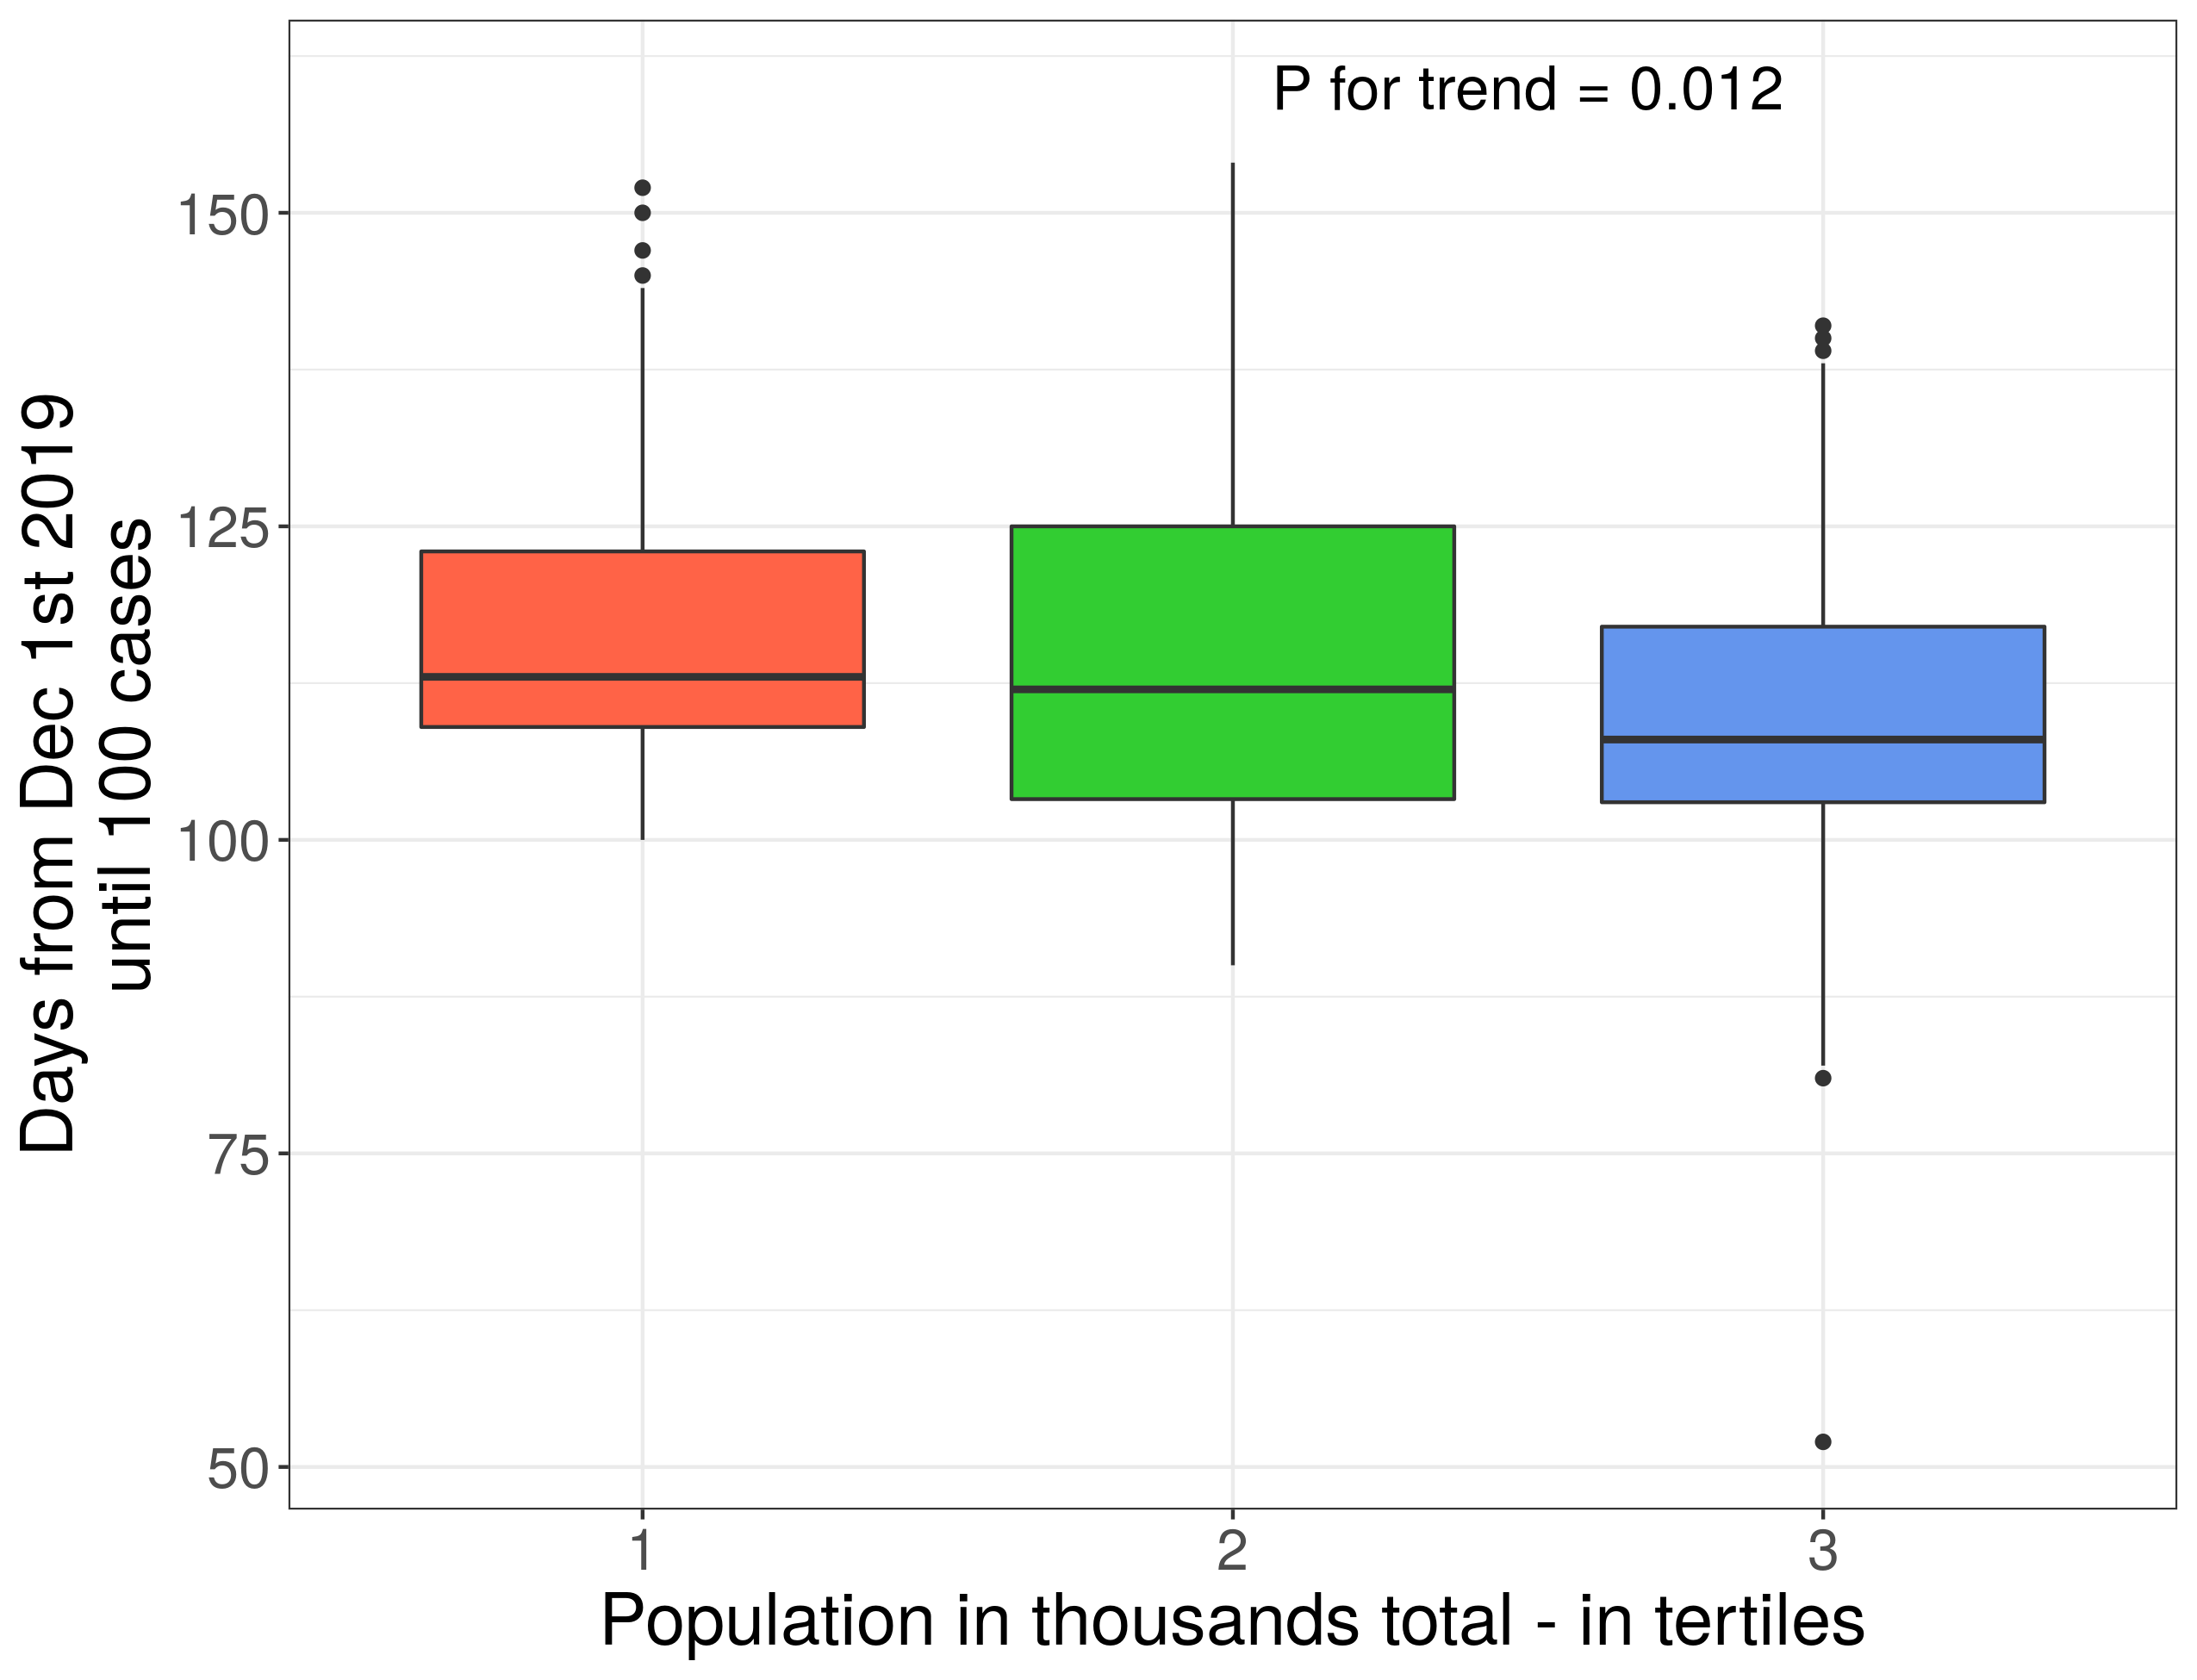 P for trend = 0.012
Days from Dec 1st 2019
until 100 cases
150
125
100
75
50
1
2
3
Population in thousands total - in tertiles